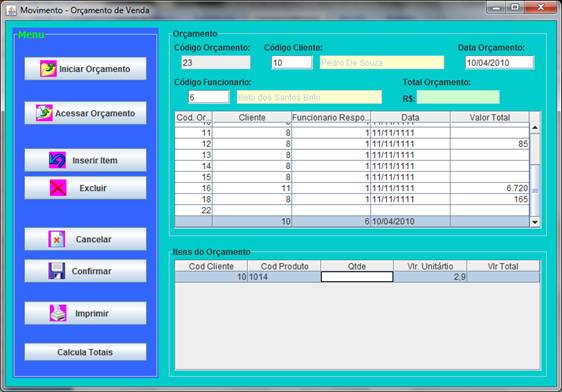 Movimento - Orçamento de Venda
Menu
Iniciar Orçamento
Acessar Orçamento
Inserir Item
Excluir
Cancelar
Confirmar
Imprimir
Calcula Totais
Orçamento
Código Orçamento: Código Cliente: Data Orçamento:
23 10 Pedro De Souza 10/04/2010
Código Funcionario: Total Orçamento:
6 Beto dos Santos Brito R$:
Cod. Or... Cliente Funcionario Respo... Data Valor Total
11 8 1 11/11/1111
12 8 1 11/11/1111 85
13 8 1 11/11/1111
14 8 1 11/11/1111
15 8 1 11/11/1111
16 11 1 11/11/1111 6.720
18 8 1 11/11/1111 165
22
10 6 10/04/2010
Itens do Orçamento
Cod Cliente Cod Produto Qtde Vlr. Unitártio Vlr Total
10 1014 2,9